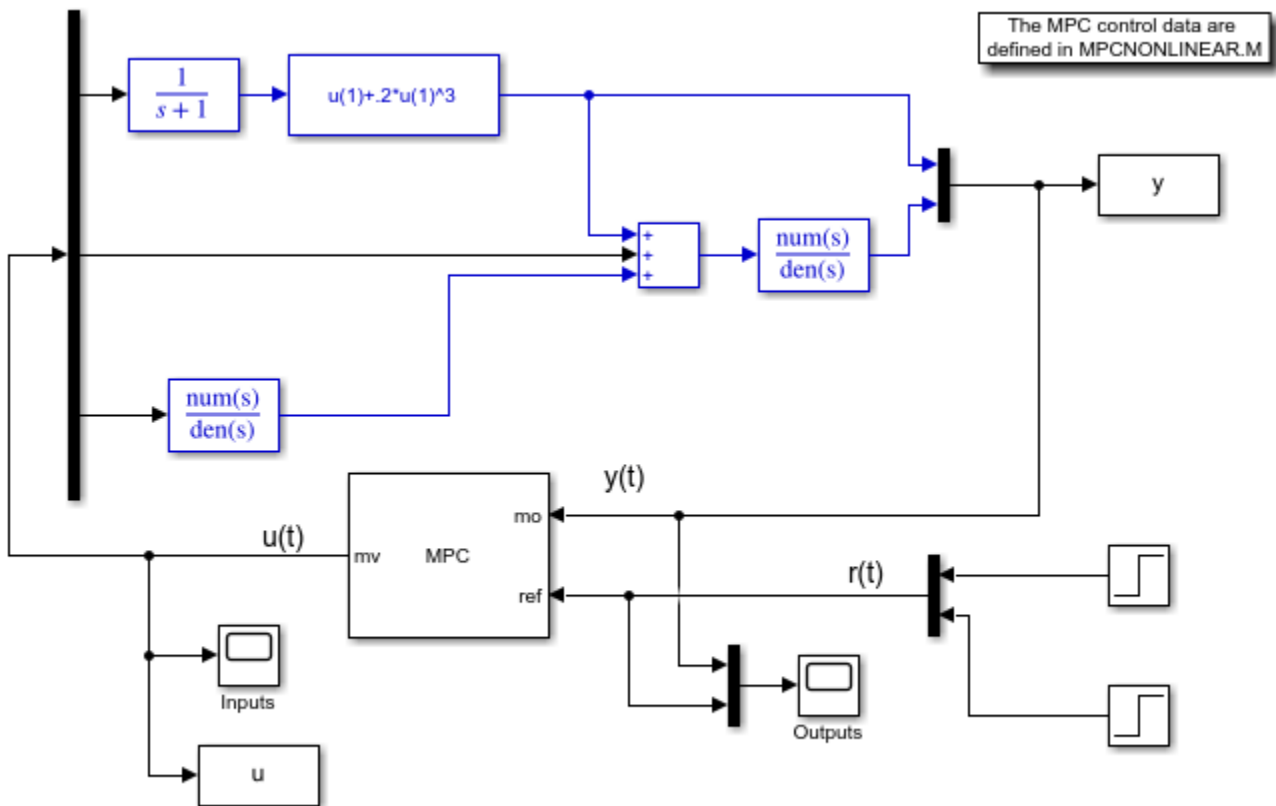 The MPC control data are
defined in MPCNONLINEAR.M
1
s + 1
u(1)+.2*u(1)^3
y
+
+
+
num(s)
den(s)
num(s)
den(s)
y(t)
mo
u(t)
mv
MPC
r(t)
ref
Inputs
Outputs
u